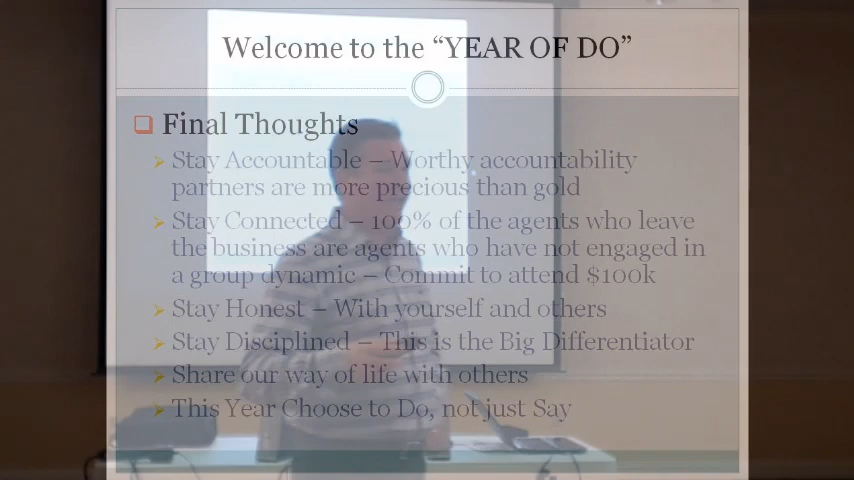 Welcome to the “YEAR OF DO”
Final Thoughts
Stay Accountable – Worthy accountability
partners are more precious than gold
Stay Connected – 100% of the agents who leave
the business are agents who have not engaged in
a group dynamic – Commit to attend $100k
Stay Honest – With yourself and others
Stay Disciplined – This is the Big Differentiator
Share our way of life with others
This Year Choose to Do, not just Say